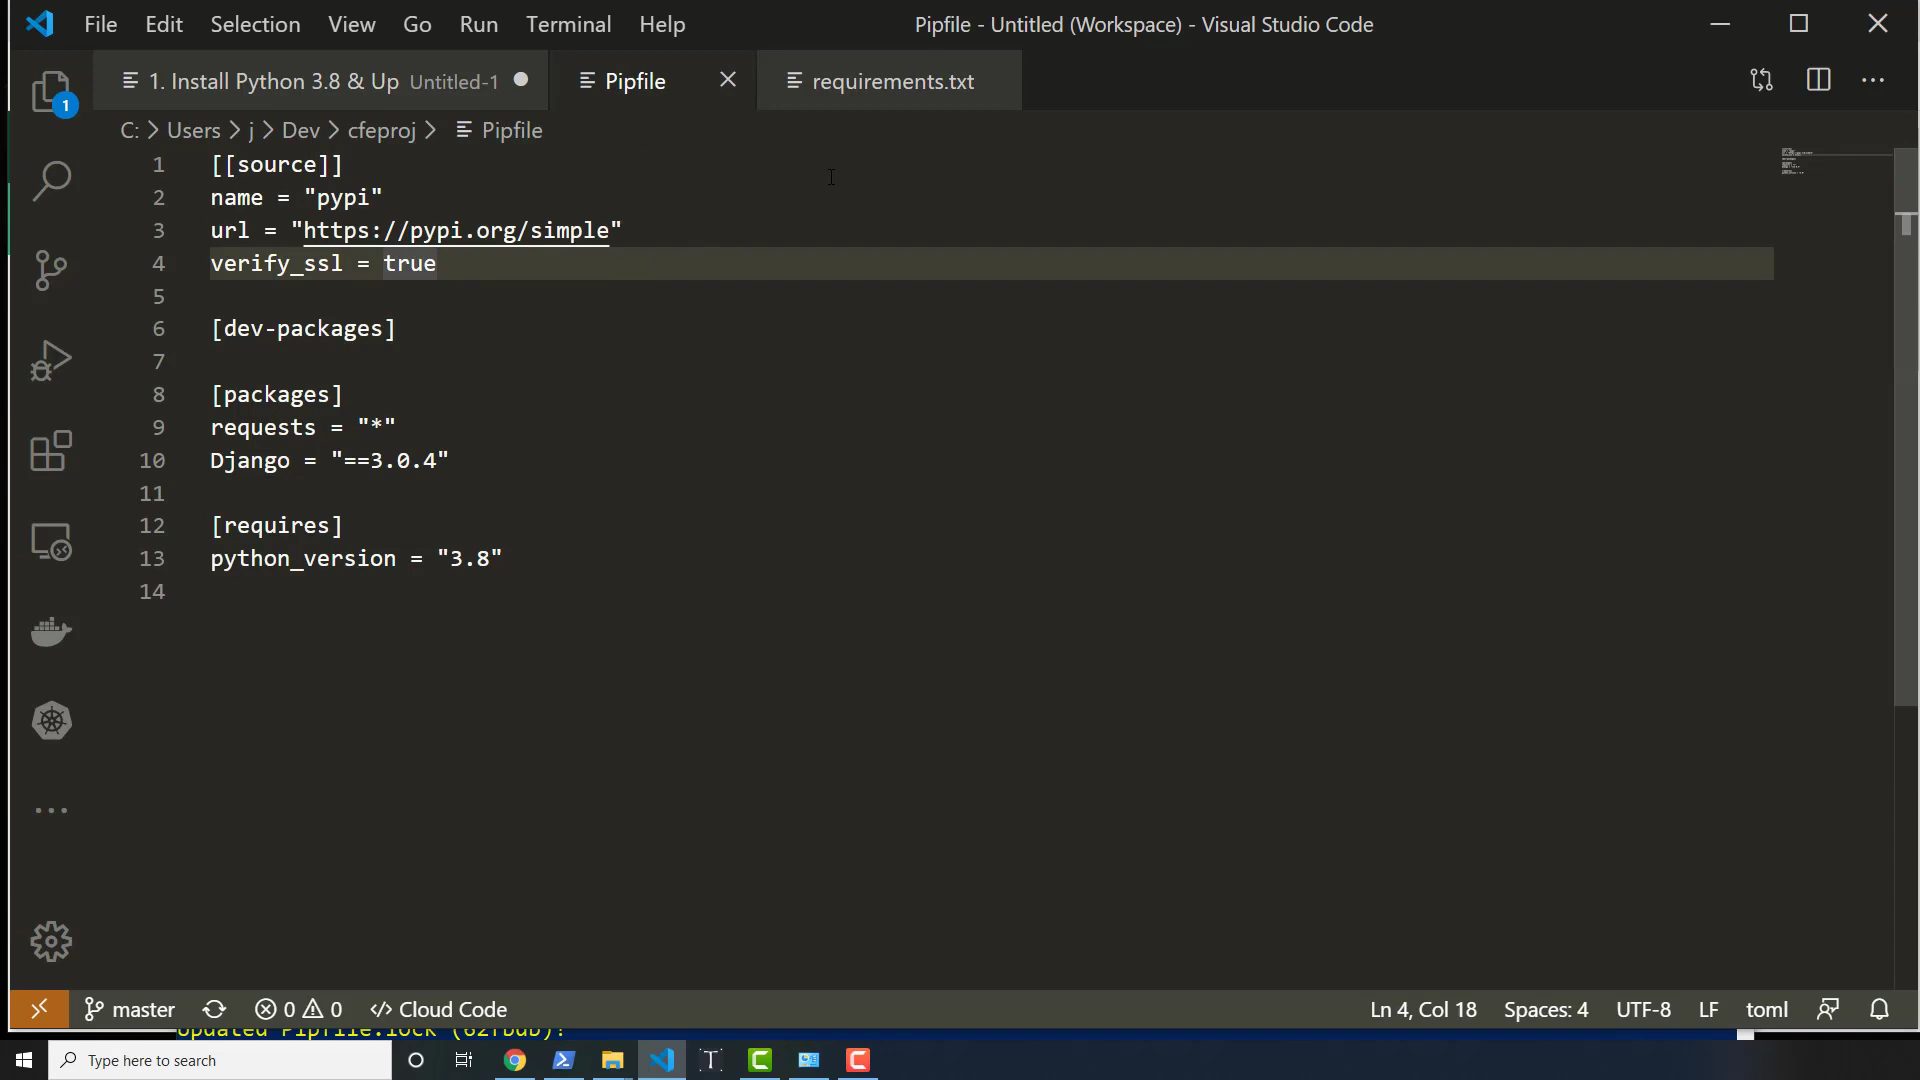 File Edit Selection View Go Run Terminal Help
Pipfile - Untitled (Workspace) - Visual Studio Code
1. Install Python 3.8 & Up Untitled-1
Pipfile
requirements.txt
1
C: > Users > j > Dev > cfeproj > Pipfile
1 [[source]]
2 name = "pypi"
3 url = "https://pypi.org/simple"
4 verify_ssl = true
5
6 [dev-packages]
7
8 [packages]
9 requests = "*"
10 Django = "==3.0.4"
11
12 [requires]
13 python_version = "3.8"
14
master 0 0 Cloud Code Ln 4, Col 18 Spaces: 4 UTF-8 LF toml
Updated Pipfile.lock
Type here to search